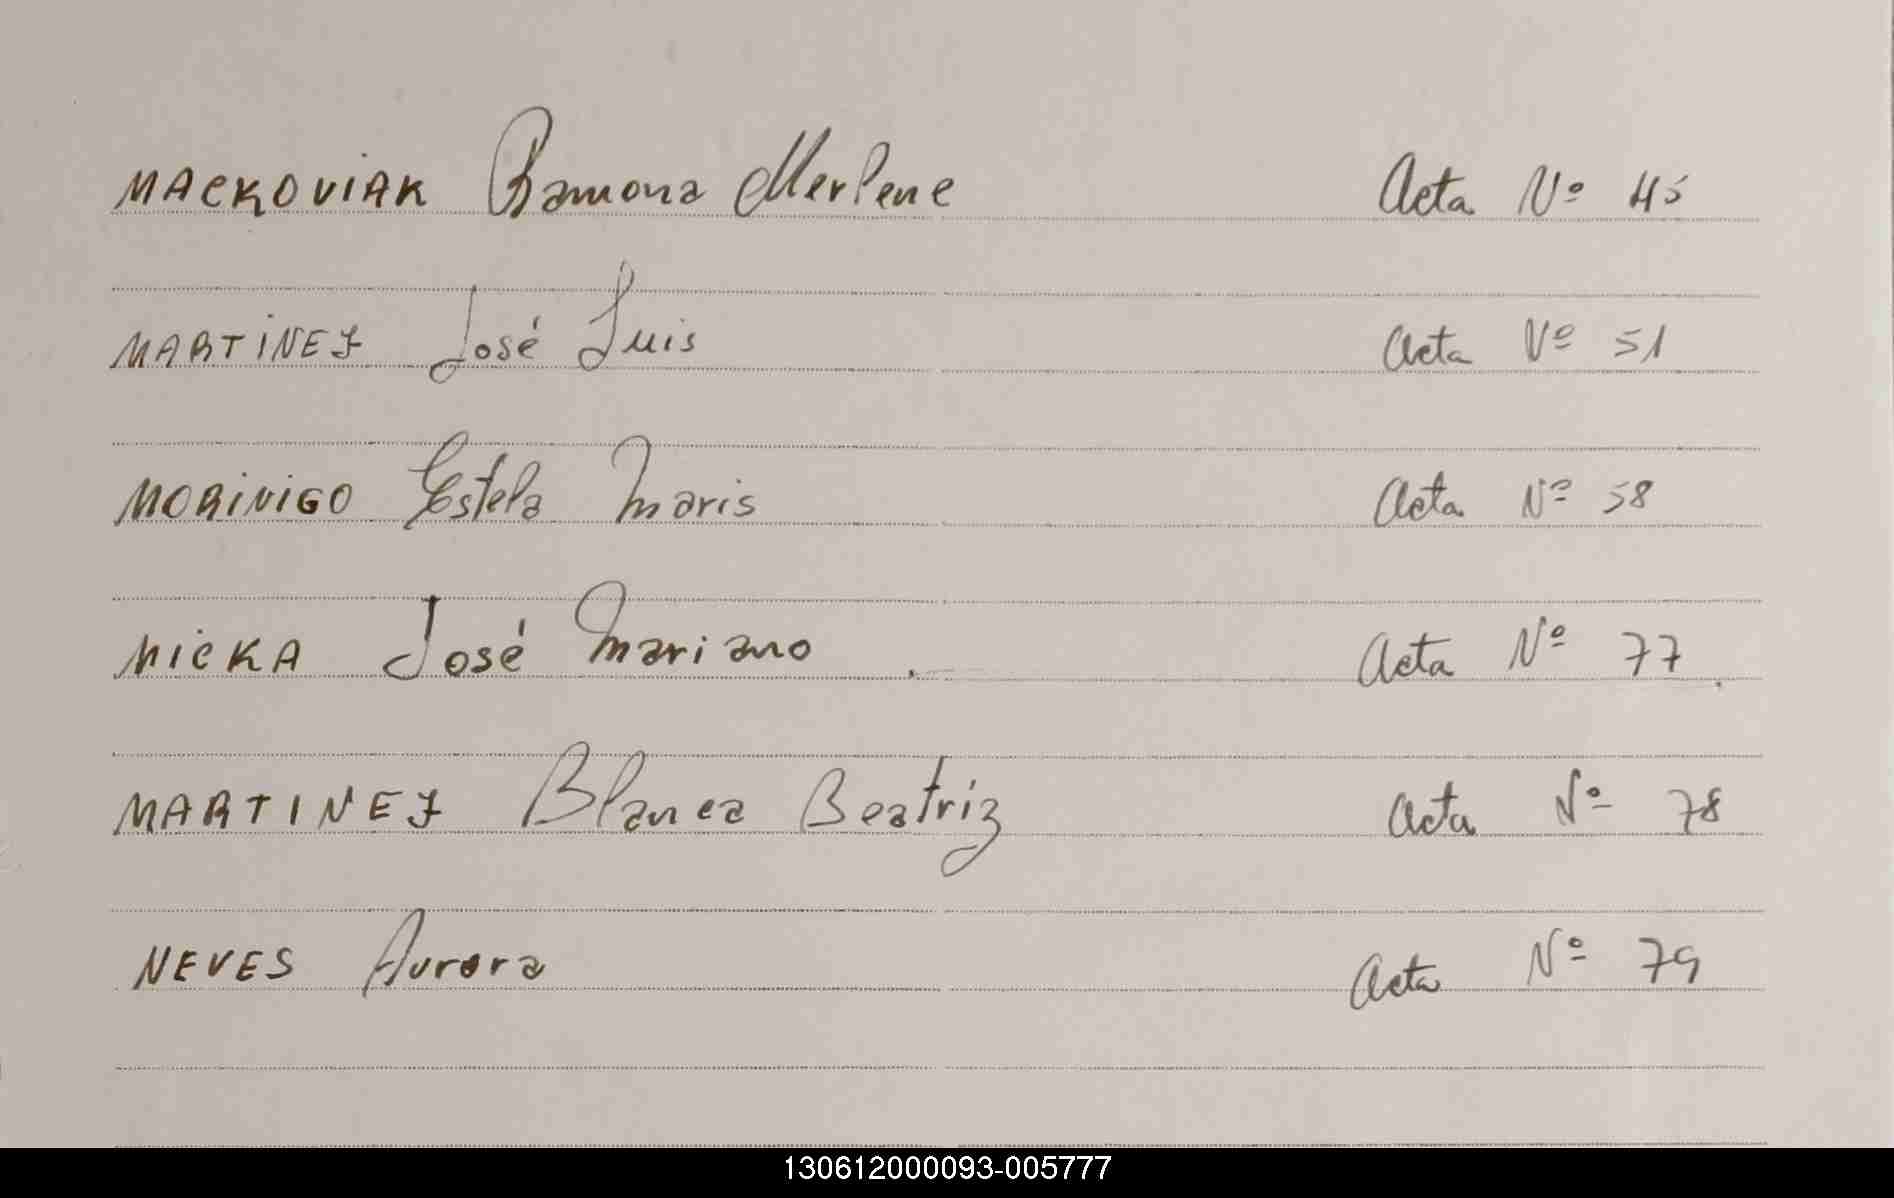 MACKOVIAK Ramona Merlene Acta Nº 45
MARTINEZ José Luis Acta Nº 51
MORINIGO Estela Maris Acta Nº 58
MICKA José Mariano Acta Nº 77
MARTINEZ Blanca Beatriz Acta Nº 78
NEVES Aurora Acta Nº 79
130612000093-005777